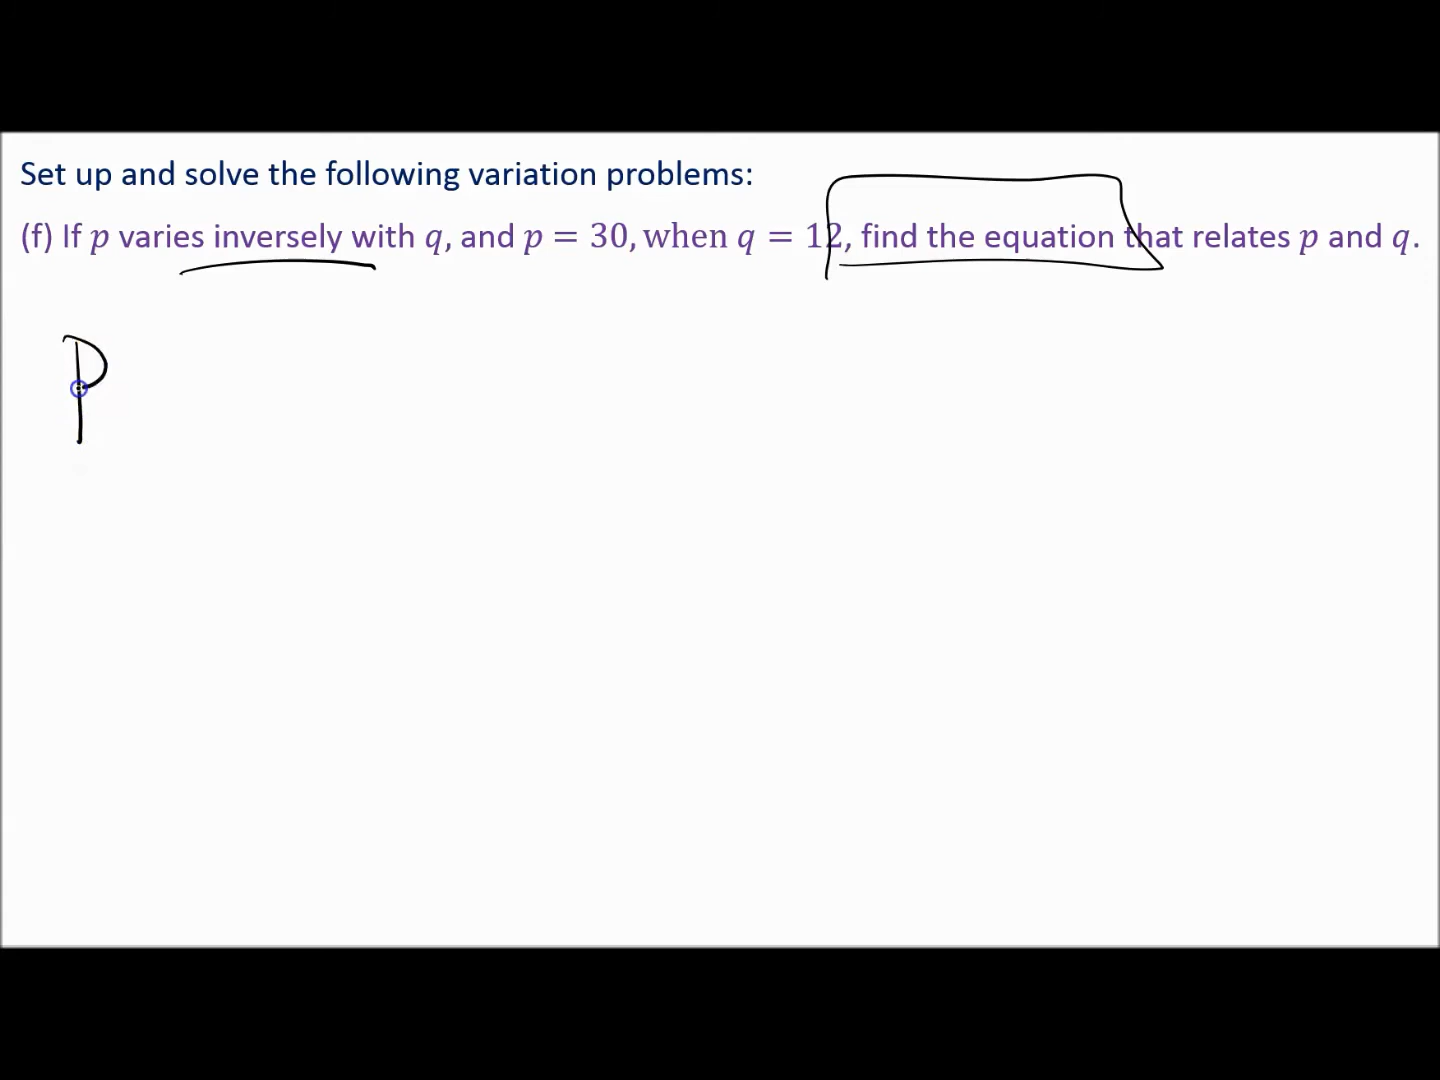 Set up and solve the following variation problems:
(f) If p varies inversely with q, and p = 30, when q = 12, find the equation that relates p and q.
P